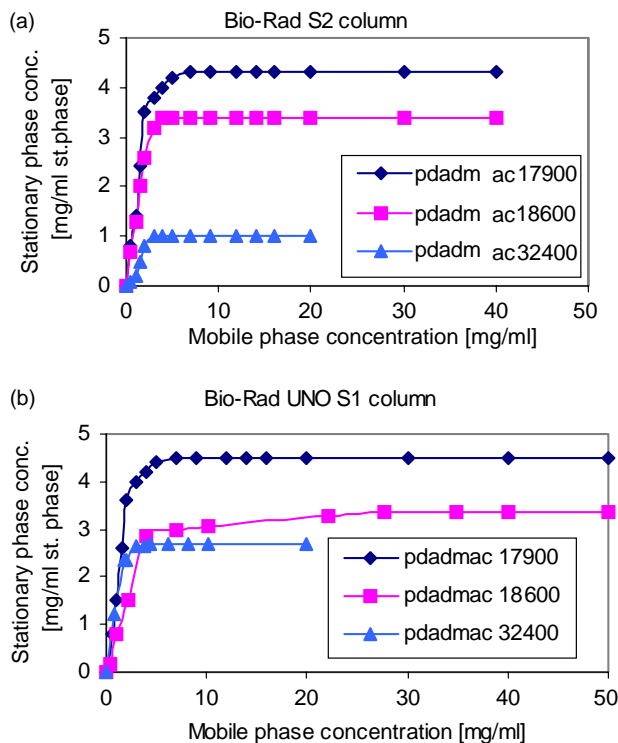 (a)
Bio-Rad S2 column
Stationary phase conc.
[mg/ml st.phase]
5
4
3
2
1
0
pdadm ac17900
pdadm ac18600
pdadm ac32400
0 10 20 30 40 50
Mobile phase concentration [mg/ml]
(b)
Bio-Rad UNO S1 column
Stationary phase conc.
[mg/ml st. phase]
5
4
3
2
1
0
pdadmac 17900
pdadmac 18600
pdadmac 32400
0 10 20 30 40 50
Mobile phase concentration [mg/ml]